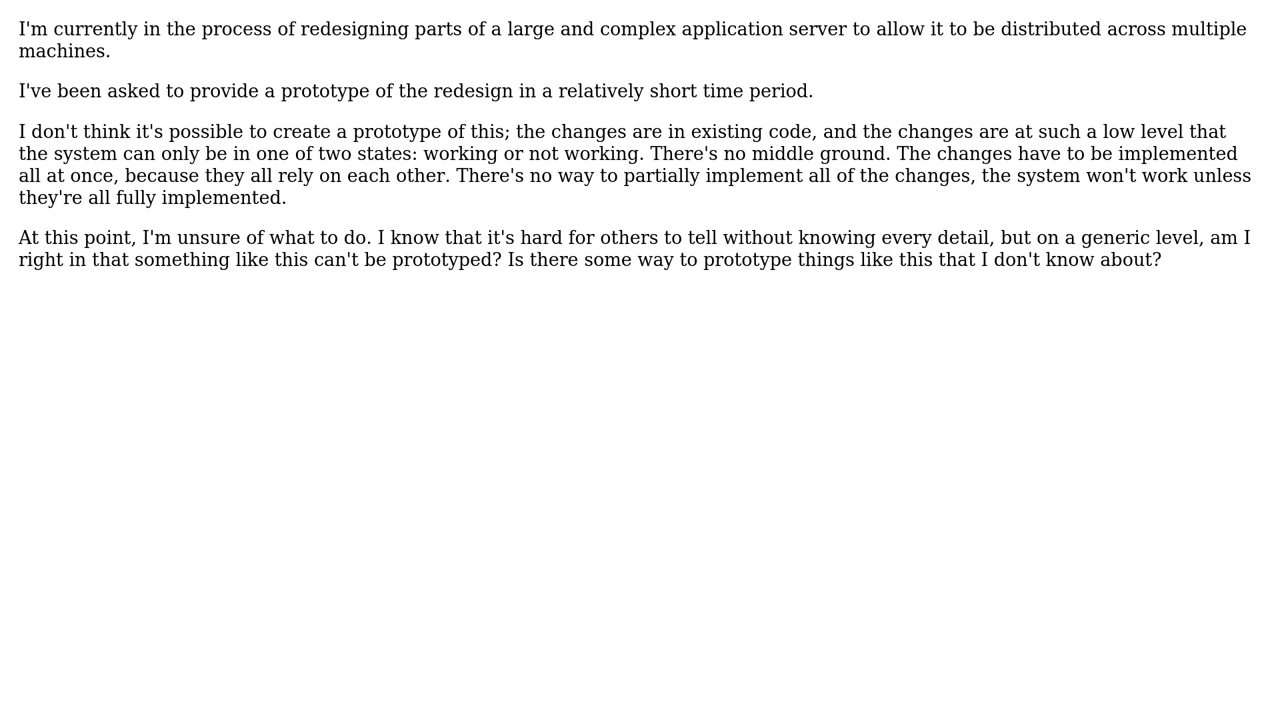 I'm currently in the process of redesigning parts of a large and complex application server to allow it to be distributed across multiple
machines.
I've been asked to provide a prototype of the redesign in a relatively short time period.
I don't think it's possible to create a prototype of this; the changes are in existing code, and the changes are at such a low level that
the system can only be in one of two states: working or not working. There's no middle ground. The changes have to be implemented
all at once, because they all rely on each other. There's no way to partially implement all of the changes, the system won't work unless
they're all fully implemented.
At this point, I'm unsure of what to do. I know that it's hard for others to tell without knowing every detail, but on a generic level, am I
right in that something like this can't be prototyped? Is there some way to prototype things like this that I don't know about?